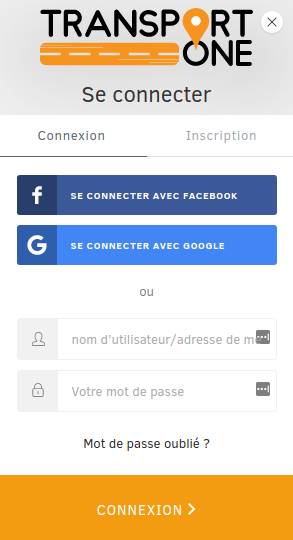 TRANSPORT
ONE
Se connecter
Connexion
Inscription
SE CONNECTER AVEC FACEBOOK
SE CONNECTER AVEC GOOGLE
ou
nom d'utilisateur/adresse de
Votre mot de passe
Mot de passe oublié ?
CONNEXION